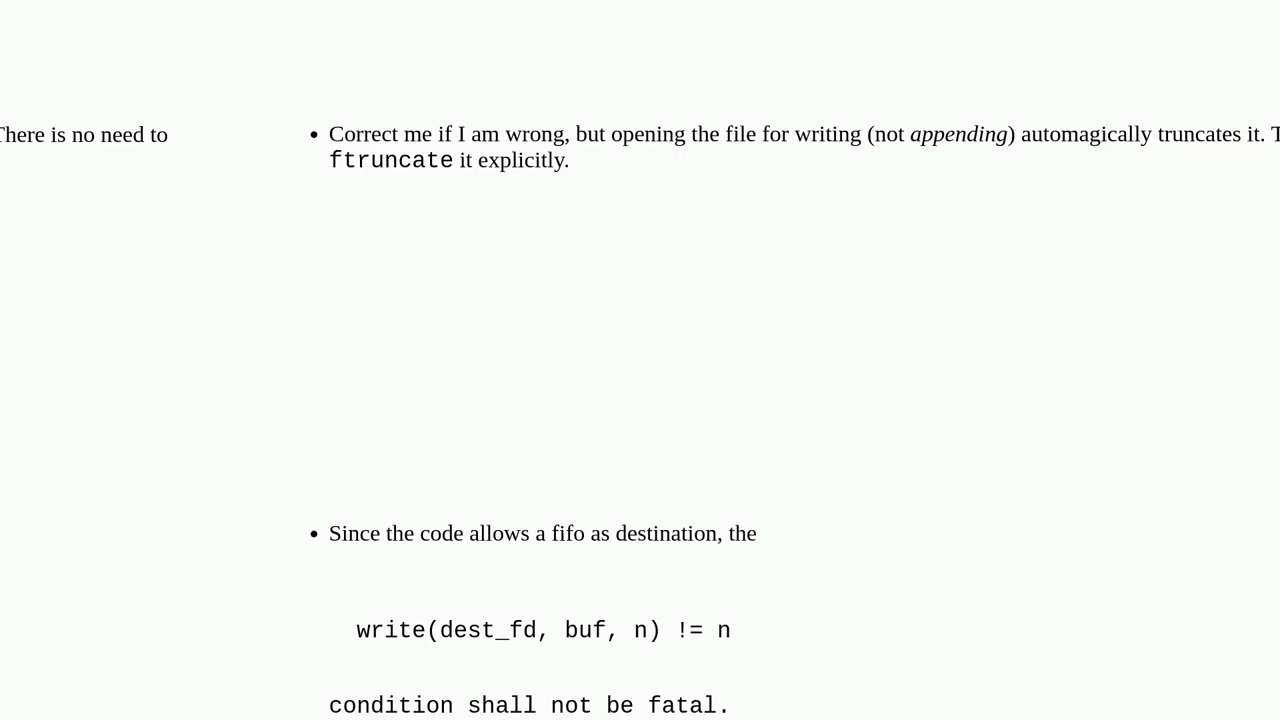 There is no need to
• Correct me if I am wrong, but opening the file for writing (not appending) automagically truncates it. T
ftruncate it explicitly.
• Since the code allows a fifo as destination, the
write(dest_fd, buf, n) != n
condition shall not be fatal.